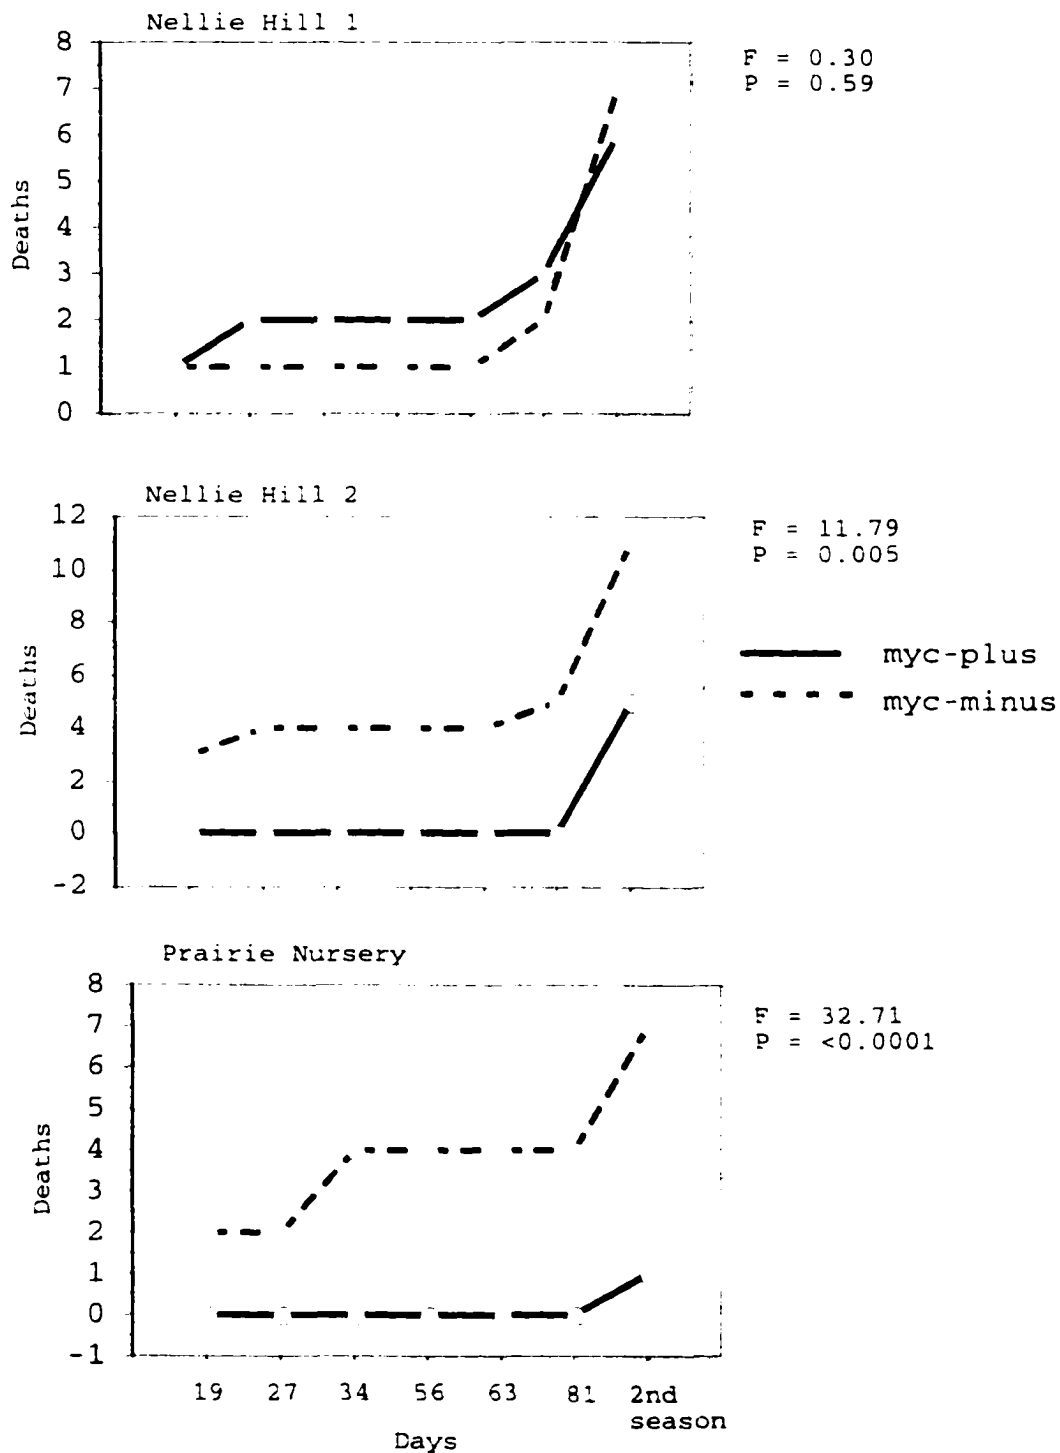 Nellie Hill 1
8
7
6
5
4
3
2
1
0
Deaths
F = 0.30
P = 0.59
Nellie Hill 2
12
10
8
6
4
2
0
-2
Deaths
F = 11.79
P = 0.005
myc-plus
myc-minus
Prairie Nursery
8
7
6
5
4
3
2
1
0
-1
Deaths
F = 32.71
P = <0.0001
19 27 34 56 63 81 2nd
season
Days